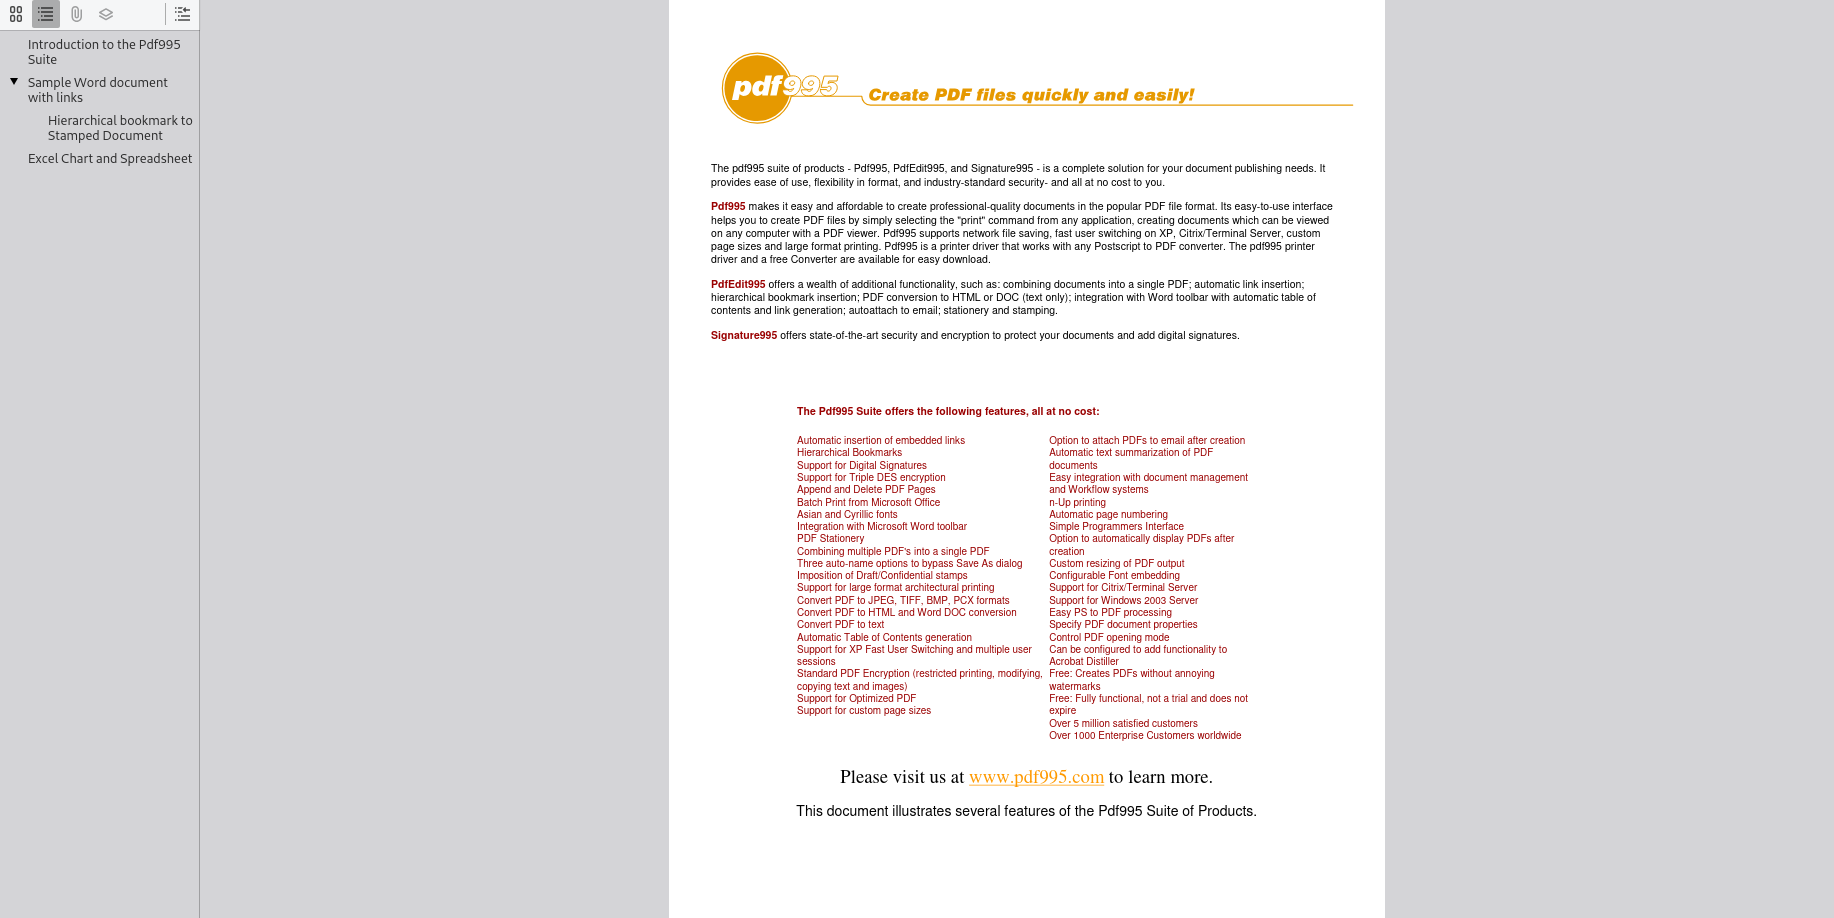 Introduction to the Pdf995
Suite
Sample Word document
with links
Hierarchical bookmark to
Stamped Document
Excel Chart and Spreadsheet
pdf995
Create PDF files quickly and easily!
The pdf995 suite of products - Pdf995, PdfEdit995, and Signature995 - is a complete solution for your document publishing needs. It
provides ease of use, flexibility in format, and industry-standard security- and all at no cost to you.
Pdf995 makes it easy and affordable to create professional-quality documents in the popular PDF file format. Its easy-to-use interface
helps you to create PDF files by simply selecting the "print" command from any application, creating documents which can be viewed
on any computer with a PDF viewer. Pdf995 supports network file saving, fast user switching on XP, Citrix/Terminal Server, custom
page sizes and large format printing. Pdf995 is a printer driver that works with any Postscript to PDF converter. The pdf995 printer
driver and a free Converter are available for easy download.
PdfEdit995 offers a wealth of additional functionality, such as: combining documents into a single PDF; automatic link insertion;
hierarchical bookmark insertion; PDF conversion to HTML or DOC (text only); integration with Word toolbar with automatic table of
contents and link generation; autoattach to email; stationery and stamping.
Signature995 offers state-of-the-art security and encryption to protect your documents and add digital signatures.
The Pdf995 Suite offers the following features, all at no cost:
Automatic insertion of embedded links
Hierarchical Bookmarks
Support for Digital Signatures
Support for Triple DES encryption
Append and Delete PDF Pages
Batch Print from Microsoft Office
Asian and Cyrillic fonts
Integration with Microsoft Word toolbar
PDF Stationery
Combining multiple PDF's into a single PDF
Three auto-name options to bypass Save As dialog
Imposition of Draft/Confidential stamps
Support for large format architectural printing
Convert PDF to JPEG, TIFF, BMP, PCX formats
Convert PDF to HTML and Word DOC conversion
Convert PDF to text
Automatic Table of Contents generation
Support for XP Fast User Switching and multiple user
sessions
Standard PDF Encryption (restricted printing, modifying,
copying text and images)
Support for Optimized PDF
Support for custom page sizes
Option to attach PDFs to email after creation
Automatic text summarization of PDF
documents
Easy integration with document management
and Workflow systems
n-Up printing
Automatic page numbering
Simple Programmers Interface
Option to automatically display PDFs after
creation
Custom resizing of PDF output
Configurable Font embedding
Support for Citrix/Terminal Server
Support for Windows 2003 Server
Easy PS to PDF processing
Specify PDF document properties
Control PDF opening mode
Can be configured to add functionality to
Acrobat Distiller
Free: Creates PDFs without annoying
watermarks
Free: Fully functional, not a trial and does not
expire
Over 5 million satisfied customers
Over 1000 Enterprise Customers worldwide
Please visit us at www.pdf995.com to learn more.
This document illustrates several features of the Pdf995 Suite of Products.